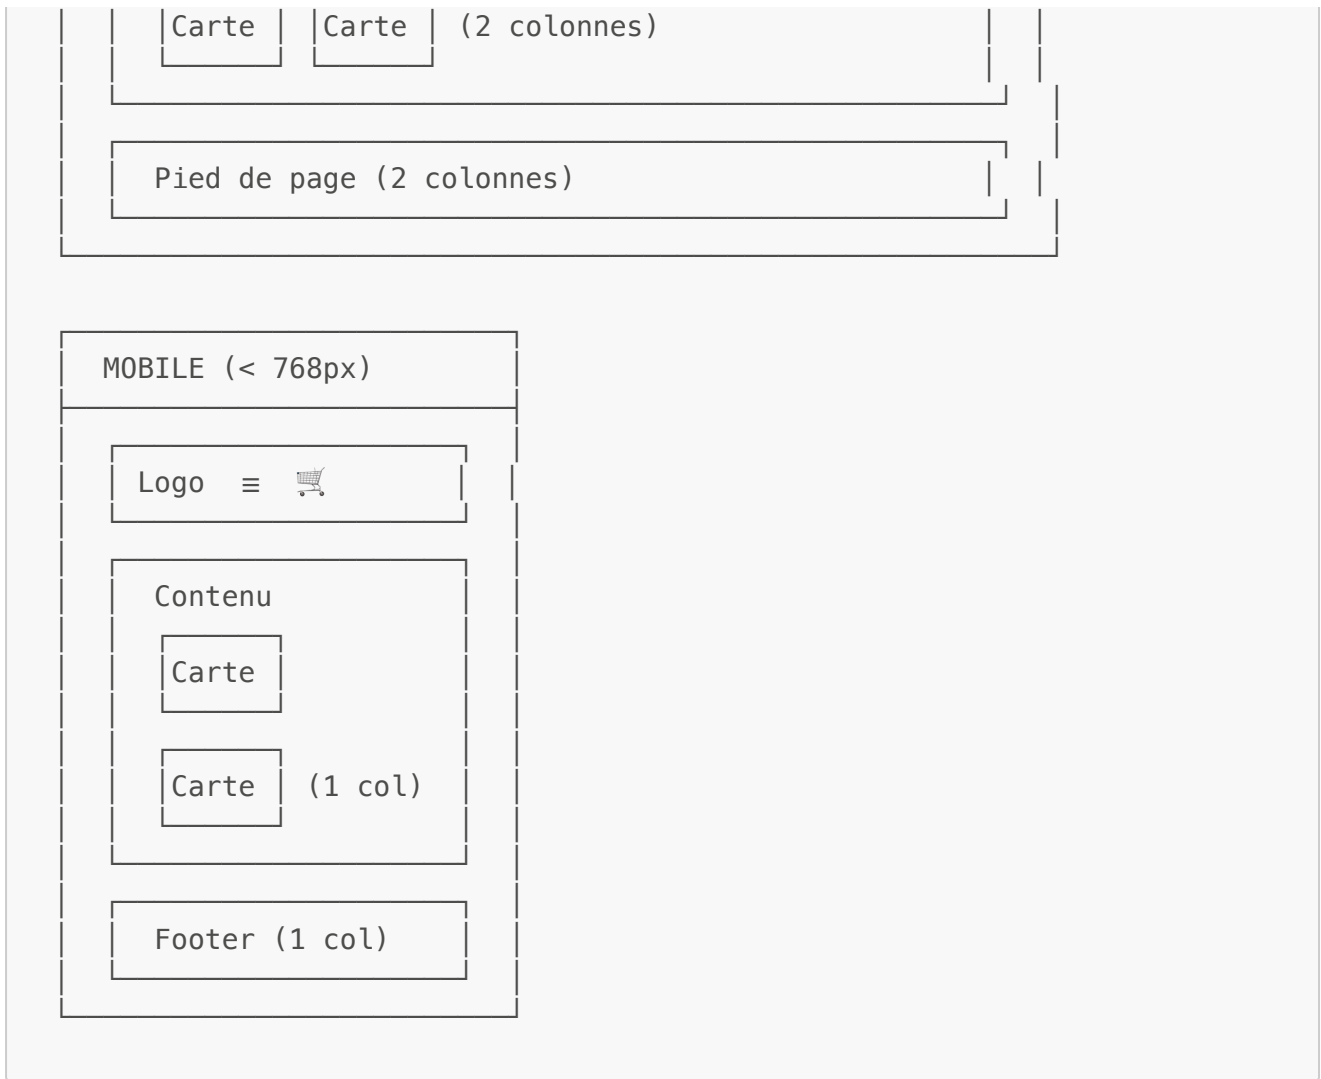 Carte Carte (2 colonnes)
Pied de page (2 colonnes)
MOBILE (< 768px)
Logo ≡ 🛒
Contenu
Carte
Carte (1 col)
Footer (1 col)